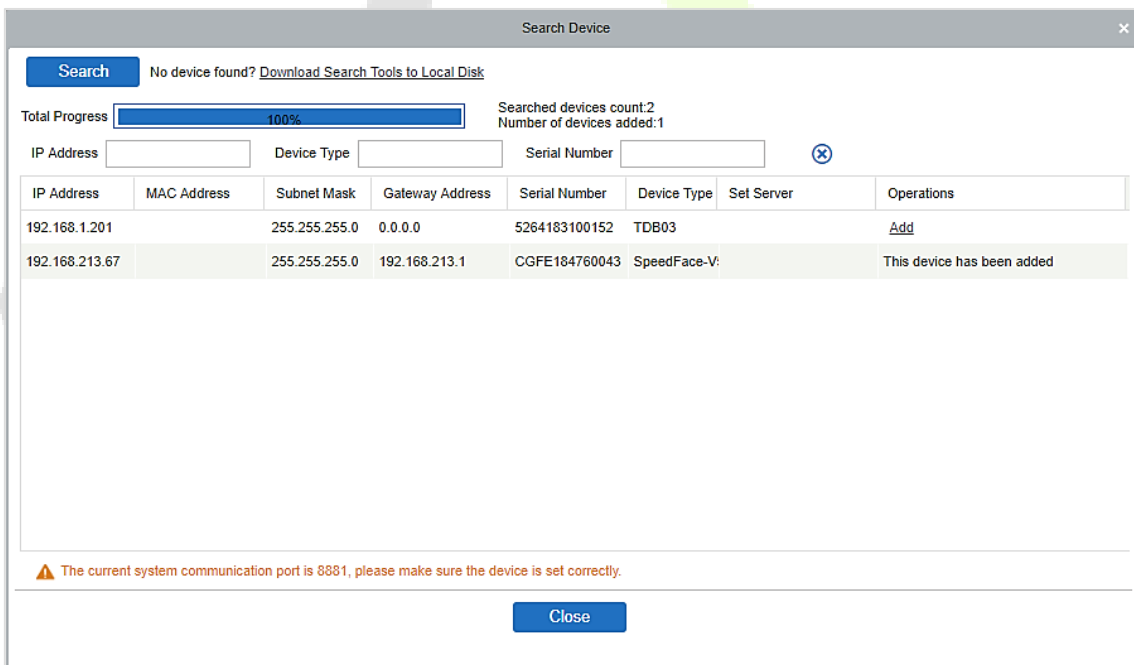 Search Device
Search No device found? Download Search Tools to Local Disk
Total Progress 100% Searched devices count:2
Number of devices added:1
IP Address Device Type Serial Number
IP Address MAC Address Subnet Mask Gateway Address Serial Number Device Type Set Server Operations
192.168.1.201 255.255.255.0 0.0.0.0 5264183100152 TDB03 Add
192.168.213.67 255.255.255.0 192.168.213.1 CGFE184760043 SpeedFace-V This device has been added
The current system communication port is 8881, please make sure the device is set correctly.
Close